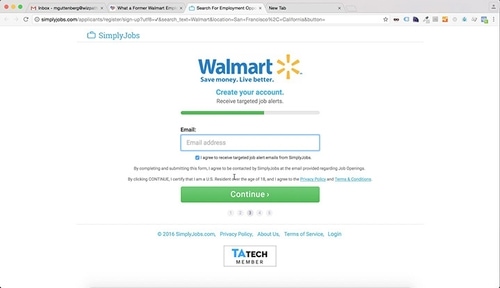 Inbox - mguttenberg@walpath
What a Former Walmart Emp
Search For Employment Opp
New Tab
simplyjobs.com/applicants/register/sign-up?utf8=✓&search_text=Walmart&location=San+Francisco%2C+California&button=
SimplyJobs
Walmart
Save money. Live better.
Create your account.
Receive targeted job alerts.
Email:
Email address
I agree to receive targeted job alert emails from SimplyJobs.
By completing and submitting this form, I agree to be contacted by SimplyJobs at the email provided regarding Job Openings.
By clicking CONTINUE, I certify that I am a U.S. Resident over the age of 18, and I agree to the Privacy Policy and Terms & Conditions.
Continue ›
1 2 3 4 5
© 2016 SimplyJobs.com, Privacy Policy, About Us, Terms of Service, Login
TATECH
MEMBER